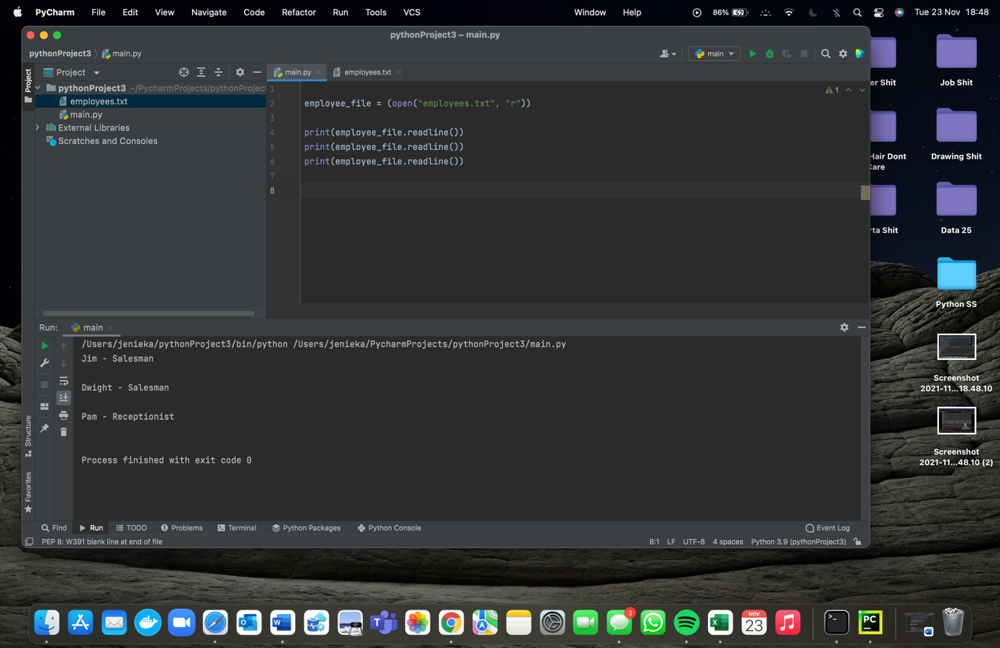 PyCharm File Edit View Navigate Code Refactor Run Tools VCS Window Help 86% Tue 23 Nov 18:48
pythonProject3 – main.py
pythonProject3 main.py main
Project main.py employees.txt
Project
pythonProject3 ~/PycharmProjects/pythonProjec
employees.txt
main.py
External Libraries
Scratches and Consoles
1
2 employee_file = (open("employees.txt", "r"))
3
4 print(employee_file.readline())
5 print(employee_file.readline())
6 print(employee_file.readline())
7
8
1
Run: main
/Users/jenieka/pythonProject3/bin/python /Users/jenieka/PycharmProjects/pythonProject3/main.py
Jim - Salesman
Dwight - Salesman
Pam - Receptionist
Process finished with exit code 0
Structure
Favorites
Find Run TODO Problems Terminal Python Packages Python Console Event Log
PEP 8: W391 blank line at end of file 8:1 LF UTF-8 4 spaces Python 3.9 (pythonProject3)
er Shit
Job Shit
Hair Dont
Care
Drawing Shit
rta Shit
Data 25
Python SS
Screenshot
2021-11...18.48.10
Screenshot
2021-11...48.10 (2)
3
NOV
23
PC